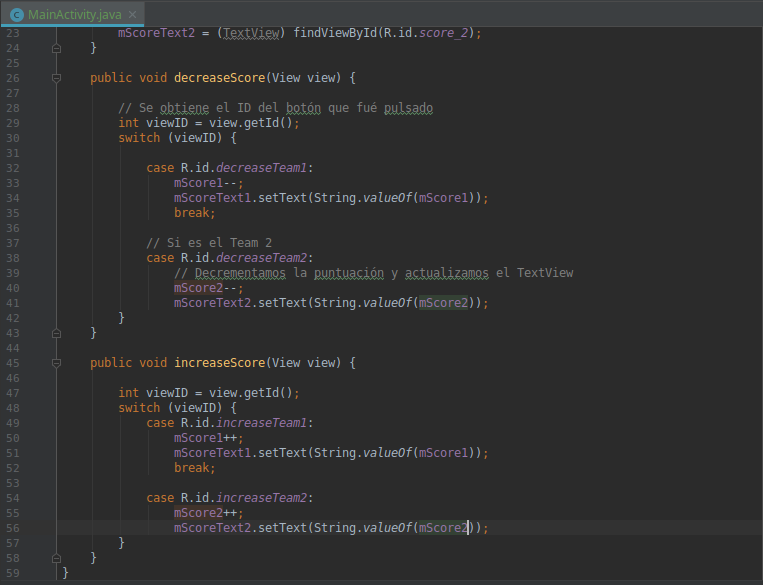 MainActivity.java
23 mScoreText2 = (TextView) findViewById(R.id.score_2);
24 }
25
26 public void decreaseScore(View view) {
27
28 // Se obtiene el ID del botón que fué pulsado
29 int viewID = view.getId();
30 switch (viewID) {
31
32 case R.id.decreaseTeam1:
33 mScore1--;
34 mScoreText1.setText(String.valueOf(mScore1));
35 break;
36
37 // Si es el Team 2
38 case R.id.decreaseTeam2:
39 // Decrementamos la puntuación y actualizamos el TextView
40 mScore2--;
41 mScoreText2.setText(String.valueOf(mScore2));
42 }
43 }
44
45 public void increaseScore(View view) {
46
47 int viewID = view.getId();
48 switch (viewID) {
49 case R.id.increaseTeam1:
50 mScore1++;
51 mScoreText1.setText(String.valueOf(mScore1));
52 break;
53
54 case R.id.increaseTeam2:
55 mScore2++;
56 mScoreText2.setText(String.valueOf(mScore2));
57 }
58 }
59 }